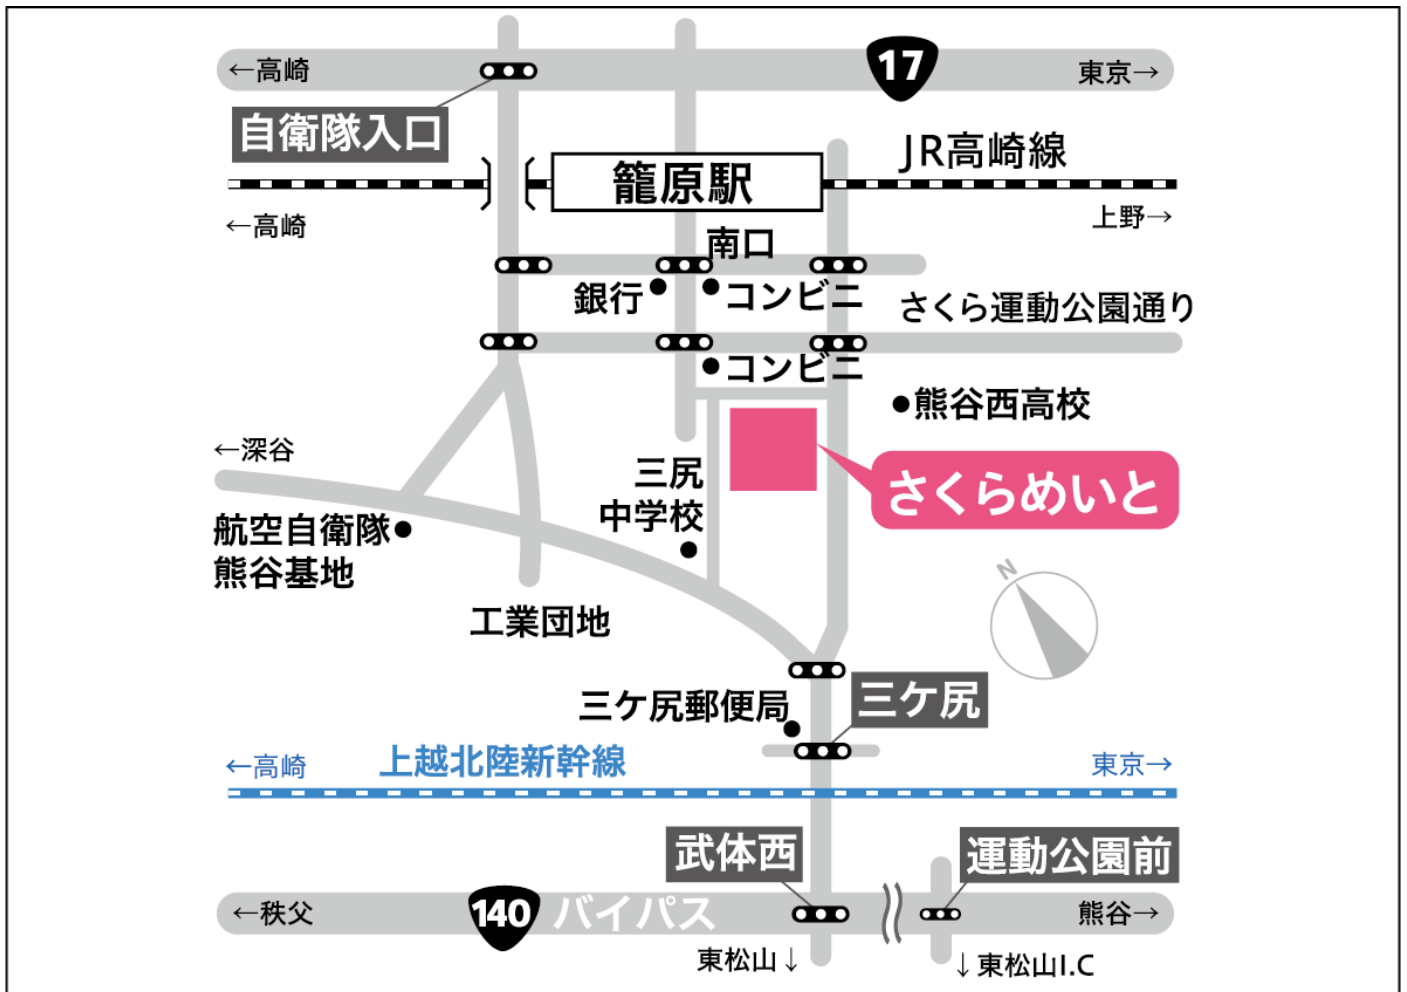 ←高崎
17
東京→
自衛隊入口
JR高崎線
籠原駅
←高崎
上野→
南口
銀行
コンビニ
さくら運動公園通り
コンビニ
熊谷西高校
←深谷
三尻
中学校
さくらめいと
航空自衛隊
熊谷基地
N
工業団地
三ケ尻郵便局
三ケ尻
←高崎
上越北陸新幹線
東京→
武体西
運動公園前
←秩父
140
バイパス
熊谷→
東松山↓
↓東松山I.C